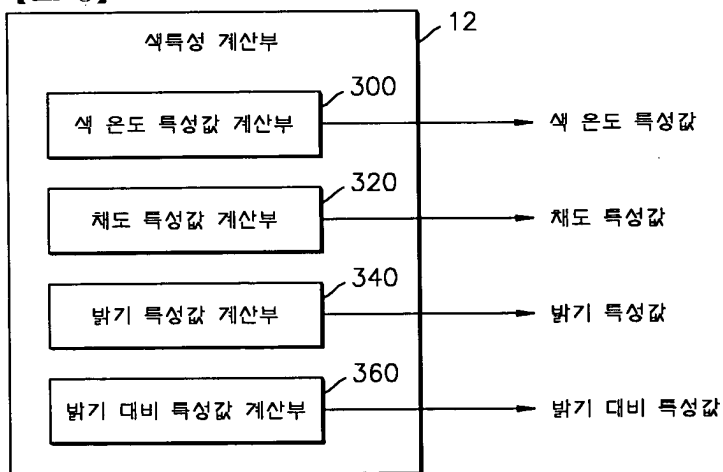 12
색특성 계산부
300
색 온도 특성값 계산부
색 온도 특성값
320
채도 특성값 계산부
채도 특성값
340
밝기 특성값 계산부
밝기 특성값
360
밝기 대비 특성값 계산부
밝기 대비 특성값